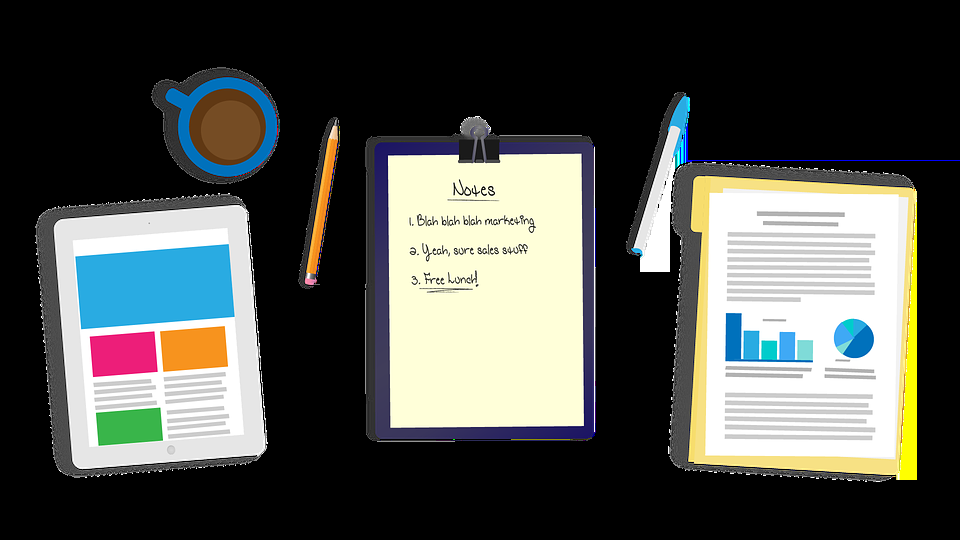 Notes
1. Blah blah blah marketing
2. Yeah, sure sales stuff
3. Free Lunch!